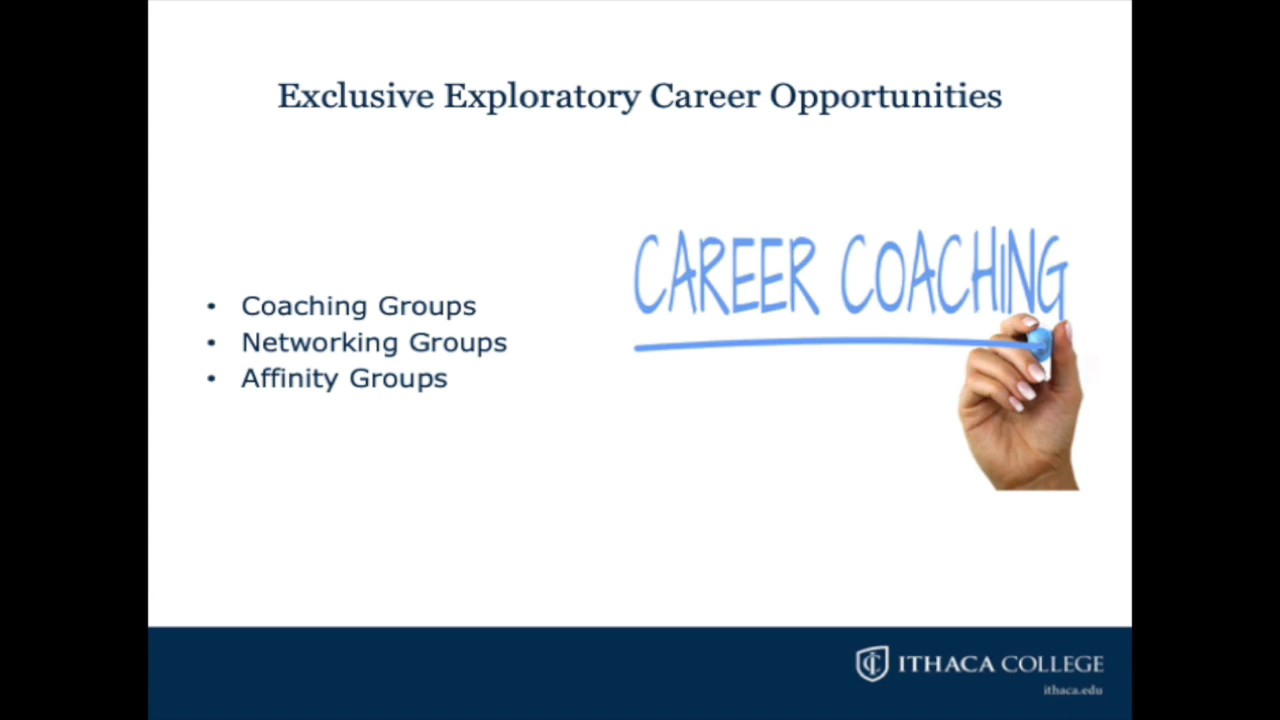 Exclusive Exploratory Career Opportunities
CAREER COACHING
• Coaching Groups
• Networking Groups
• Affinity Groups
ITHACA COLLEGE
ithaca.edu